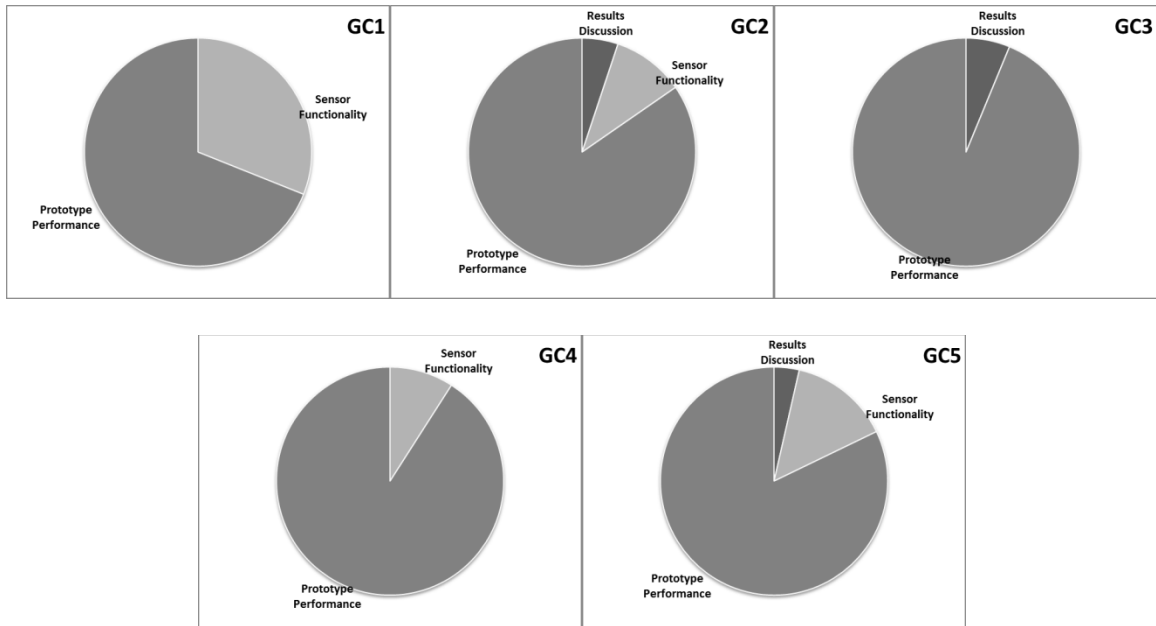 GC1
Sensor
Functionality
Prototype
Performance
GC2
Results
Discussion
Sensor
Functionality
Prototype
Performance
GC3
Results
Discussion
Prototype
Performance
GC4
Sensor
Functionality
Prototype
Performance
GC5
Results
Discussion
Sensor
Functionality
Prototype
Performance